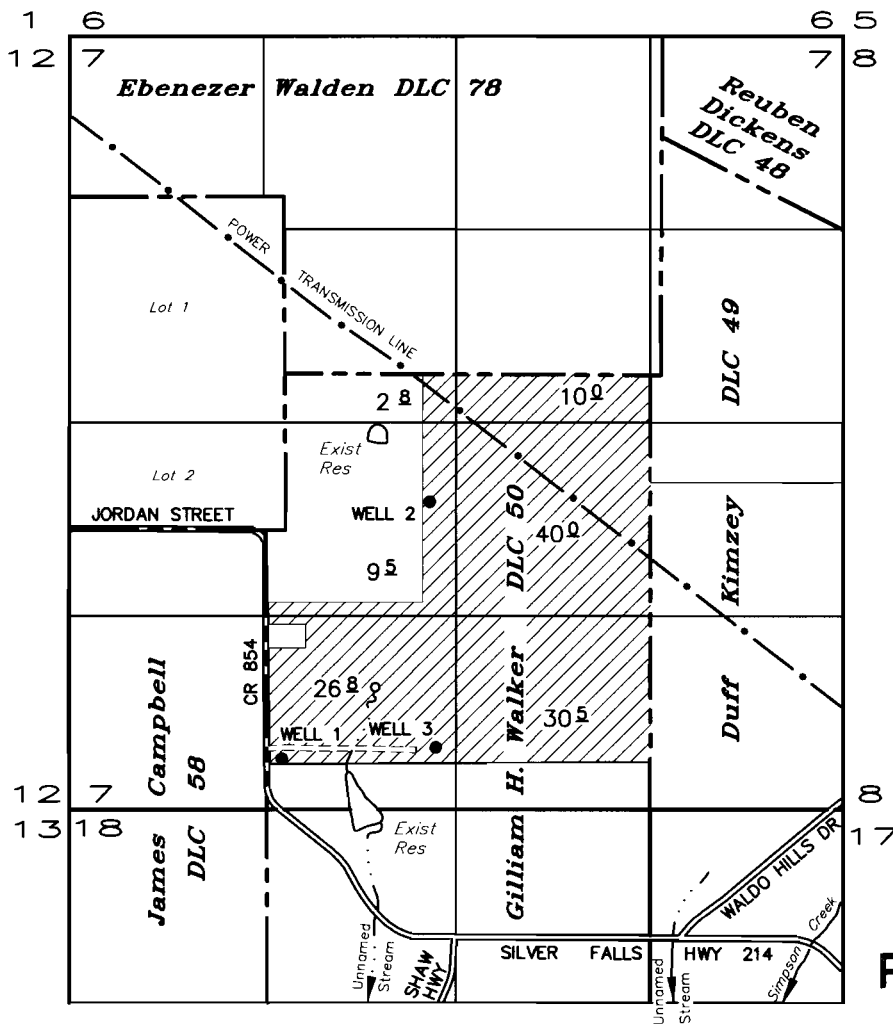 1 6
6 5
12 7
7 8
Ebenezer Walden DLC 78
Reuben
Dickens
DLC 48
POWER TRANSMISSION LINE
Lot 1
DLC 49
2 8
10 0
Exist
Res
Lot 2
JORDAN STREET
WELL 2
DLC 50
40 0
9 5
Kimzey
CR 854
James Campbell
DLC 58
26 8
Gilliam H. Walker
Duff
WELL 1
WELL 3
30 5
12 7
8
13 18
17
Exist
Res
WALDO HILLS DR
SILVER FALLS HWY 214
Simpson Creek
Unnamed
Stream
SHAW
HWY
Unnamed
Stream